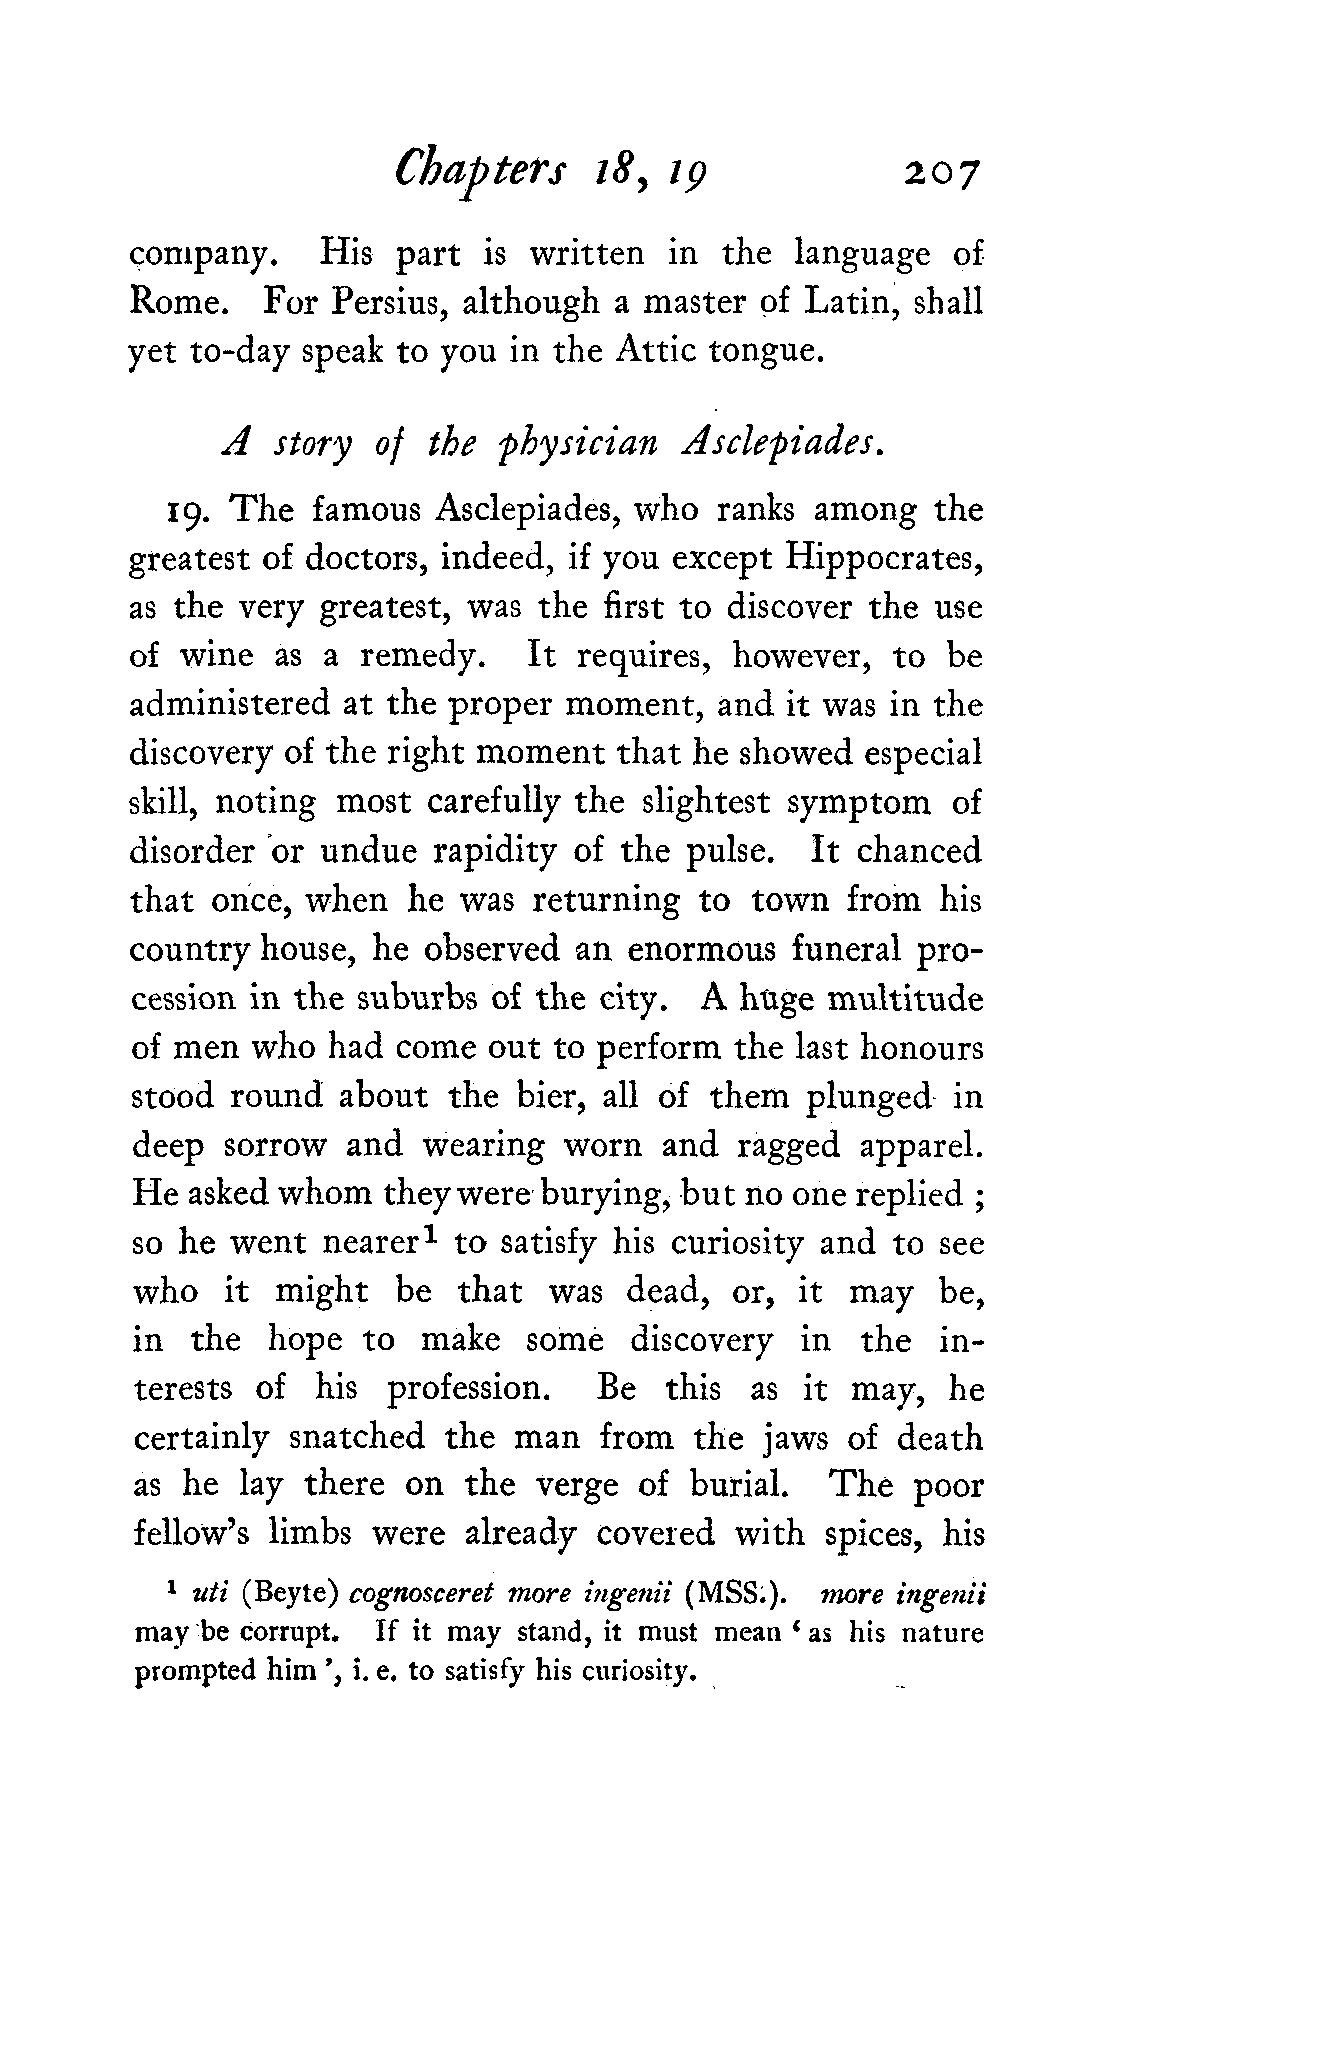 Chapters 18, 19 207
company. His part is written in the language of
Rome. For Persius, although a master of Latin, shall
yet to-day speak to you in the Attic tongue.
A story of the physician Asclepiades.
19. The famous Asclepiades, who ranks among the
greatest of doctors, indeed, if you except Hippocrates,
as the very greatest, was the first to discover the use
of wine as a remedy. It requires, however, to be
administered at the proper moment, and it was in the
discovery of the right moment that he showed especial
skill, noting most carefully the slightest symptom of
disorder or undue rapidity of the pulse. It chanced
that once, when he was returning to town from his
country house, he observed an enormous funeral pro-
cession in the suburbs of the city. A huge multitude
of men who had come out to perform the last honours
stood round about the bier, all of them plunged in
deep sorrow and wearing worn and ragged apparel.
He asked whom they were burying, but no one replied ;
so he went nearer¹ to satisfy his curiosity and to see
who it might be that was dead, or, it may be,
in the hope to make some discovery in the in-
terests of his profession. Be this as it may, he
certainly snatched the man from the jaws of death
as he lay there on the verge of burial. The poor
fellow's limbs were already covered with spices, his
¹ uti (Beyte) cognosceret more ingenii (MSS.). more ingenii
may be corrupt. If it may stand, it must mean ‘ as his nature
prompted him ’, i. e. to satisfy his curiosity.